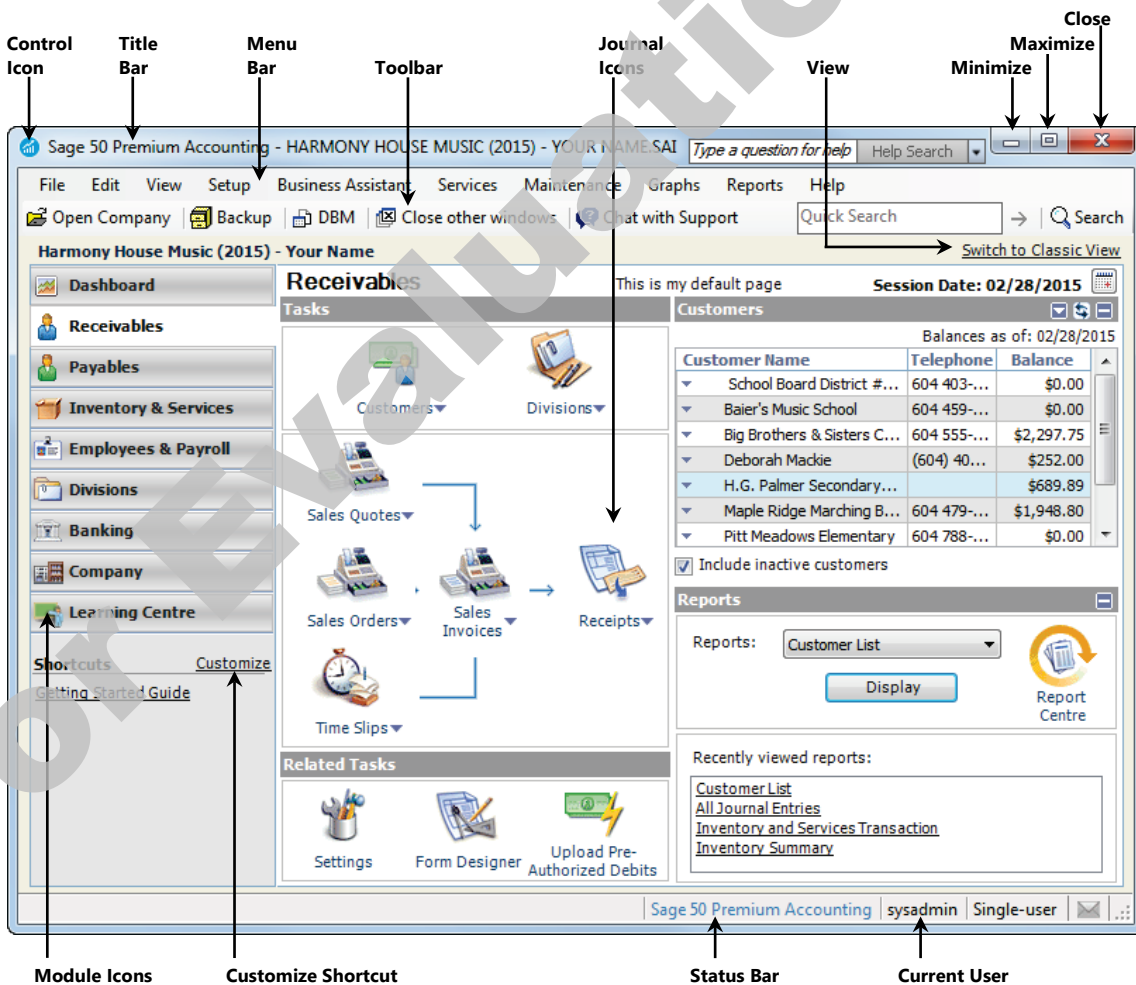 Close
Control Title Menu Journal Maximize
Icon Bar Bar Toolbar Icons View Minimize
Sage 50 Premium Accounting - HARMONY HOUSE MUSIC (2015) - YOUR NAME.SAI Type a question for help Help Search
File Edit View Setup Business Assistant Services Maintenance Graphs Reports Help
Open Company Backup DBM Close other windows Chat with Support Quick Search Search
Harmony House Music (2015) - Your Name Switch to Classic View
Dashboard
Receivables
Payables
Inventory & Services
Employees & Payroll
Divisions
Banking
Company
Learning Centre
Shortcuts Customize
Getting Started Guide
Receivables This is my default page Session Date: 02/28/2015
Tasks
Customers Divisions
Sales Quotes
Sales Orders Sales Invoices Receipts
Time Slips
Related Tasks
Settings Form Designer Upload Pre-
Authorized Debits
Customers
Balances as of: 02/28/2015
Customer Name Telephone Balance
School Board District #... 604 403-... $0.00
Baier's Music School 604 459-... $0.00
Big Brothers & Sisters C... 604 555-... $2,297.75
Deborah Mackie (604) 40... $252.00
H.G. Palmer Secondary... $689.89
Maple Ridge Marching B... 604 479-... $1,948.80
Pitt Meadows Elementary 604 788-... $0.00
Include inactive customers
Reports
Reports: Customer List
Display
Report
Centre
Recently viewed reports:
Customer List
All Journal Entries
Inventory and Services Transaction
Inventory Summary
Sage 50 Premium Accounting sysadmin Single-user
Module Icons Customize Shortcut Status Bar Current User
or Evaluatio